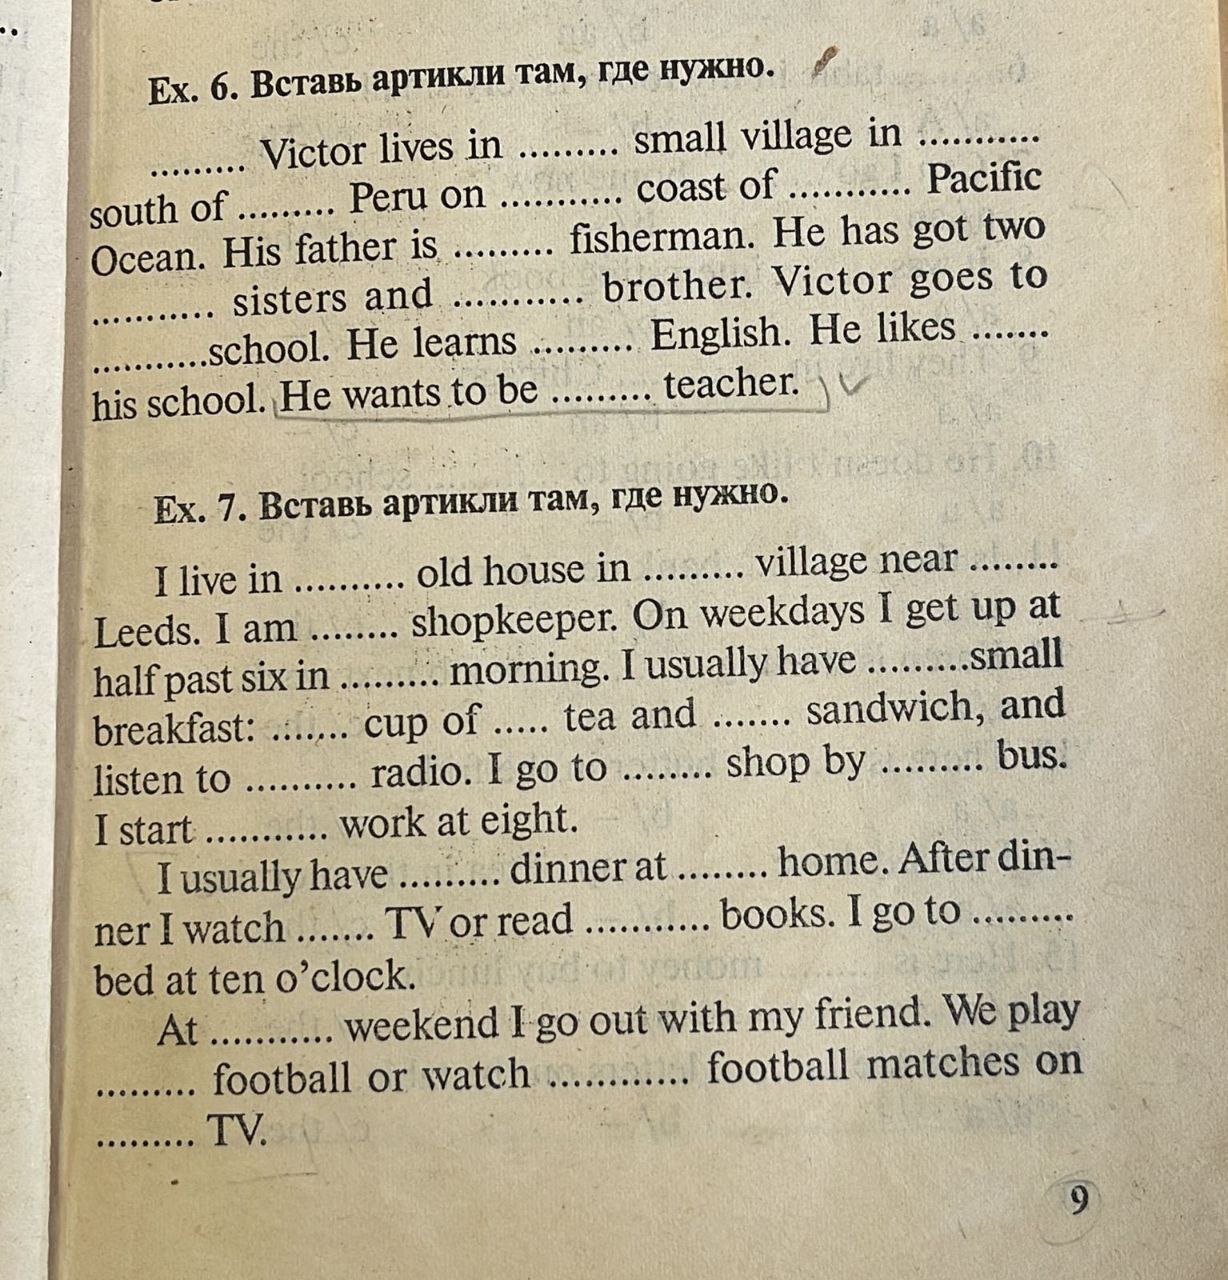 Ex. 6. Вставь артикли там, где нужно.
......... Victor lives in ......... small village in ...........
south of ......... Peru on ........... coast of ........... Pacific
Ocean. His father is ......... fisherman. He has got two
........... sisters and ............ brother. Victor goes to
...........school. He learns ......... English. He likes .......
his school. He wants to be ......... teacher.
Ex. 7. Вставь артикли там, где нужно.
I live in .......... old house in ......... village near ........
Leeds. I am ........ shopkeeper. On weekdays I get up at
half past six in ......... morning. I usually have .........small
breakfast: ....... cup of ..... tea and ....... sandwich, and
listen to .......... radio. I go to ........ shop by ......... bus.
I start ........... work at eight.
I usually have ......... dinner at ........ home. After din-
ner I watch ....... TV or read ........... books. I go to .........
bed at ten o’clock.
At ........... weekend I go out with my friend. We play
......... football or watch ............ football matches on
......... TV.
9